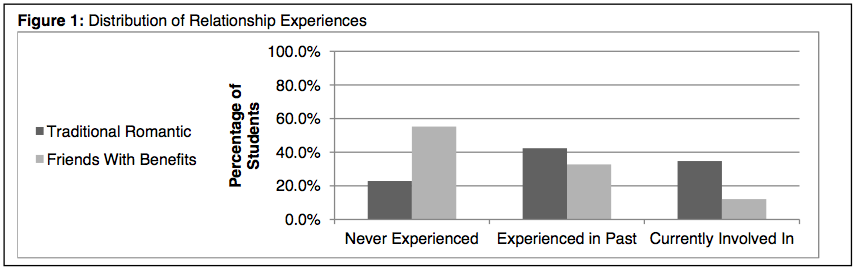 Figure 1: Distribution of Relationship Experiences
100.0%
80.0%
60.0%
40.0%
20.0%
0.0%
Percentage of
Students
Traditional Romantic
Friends With Benefits
Never Experienced
Experienced in Past
Currently Involved In